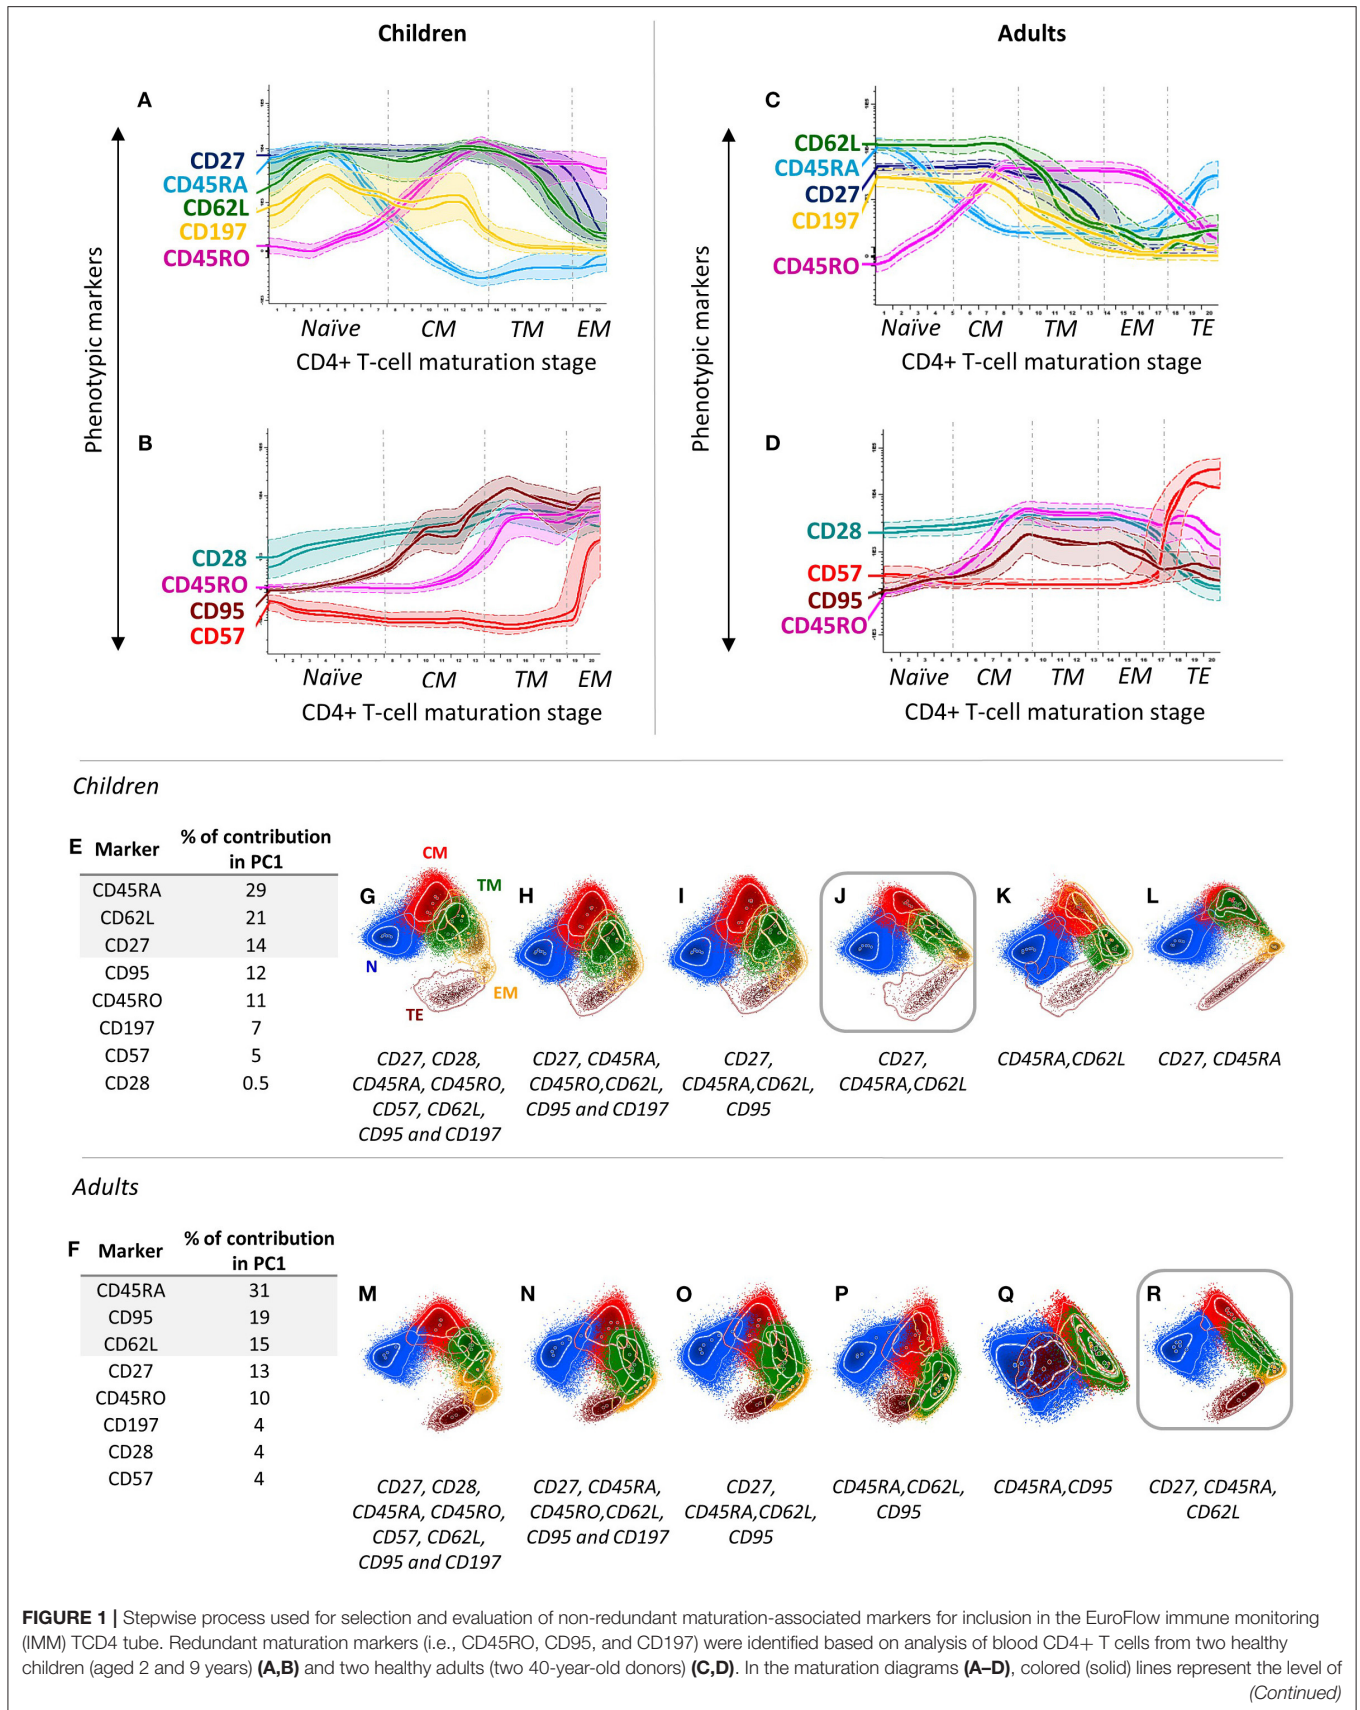 Children
Adults
A
Phenotypic markers
CD27
CD45RA
CD62L
CD197
CD45RO
Naïve CM TM EM
CD4+ T-cell maturation stage
B
CD28
CD45RO
CD95
CD57
Naïve CM TM EM
CD4+ T-cell maturation stage
C
Phenotypic markers
CD62L
CD45RA
CD27
CD197
CD45RO
Naïve CM TM EM TE
CD4+ T-cell maturation stage
D
CD28
CD57
CD95
CD45RO
Naïve CM TM EM TE
CD4+ T-cell maturation stage
Children
E Marker % of contribution
in PC1
CD45RA 29
CD62L 21
CD27 14
CD95 12
CD45RO 11
CD197 7
CD57 5
CD28 0.5
G
CM
TM
N
EM
TE
CD27, CD28,
CD45RA, CD45RO,
CD57, CD62L,
CD95 and CD197
H
CD27, CD45RA,
CD45RO,CD62L,
CD95 and CD197
I
CD27,
CD45RA,CD62L,
CD95
J
CD27,
CD45RA,CD62L
K
CD45RA,CD62L
L
CD27, CD45RA
Adults
F Marker % of contribution
in PC1
CD45RA 31
CD95 19
CD62L 15
CD27 13
CD45RO 10
CD197 4
CD28 4
CD57 4
M
CD27, CD28,
CD45RA, CD45RO,
CD57, CD62L,
CD95 and CD197
N
CD27, CD45RA,
CD45RO,CD62L,
CD95 and CD197
O
CD27,
CD45RA,CD62L,
CD95
P
CD45RA,CD62L,
CD95
Q
CD45RA,CD95
R
CD27, CD45RA,
CD62L
FIGURE 1 | Stepwise process used for selection and evaluation of non-redundant maturation-associated markers for inclusion in the EuroFlow immune monitoring
(IMM) TCD4 tube. Redundant maturation markers (i.e., CD45RO, CD95, and CD197) were identified based on analysis of blood CD4+ T cells from two healthy
children (aged 2 and 9 years) (A,B) and two healthy adults (two 40-year-old donors) (C,D). In the maturation diagrams (A–D), colored (solid) lines represent the level of
(Continued)